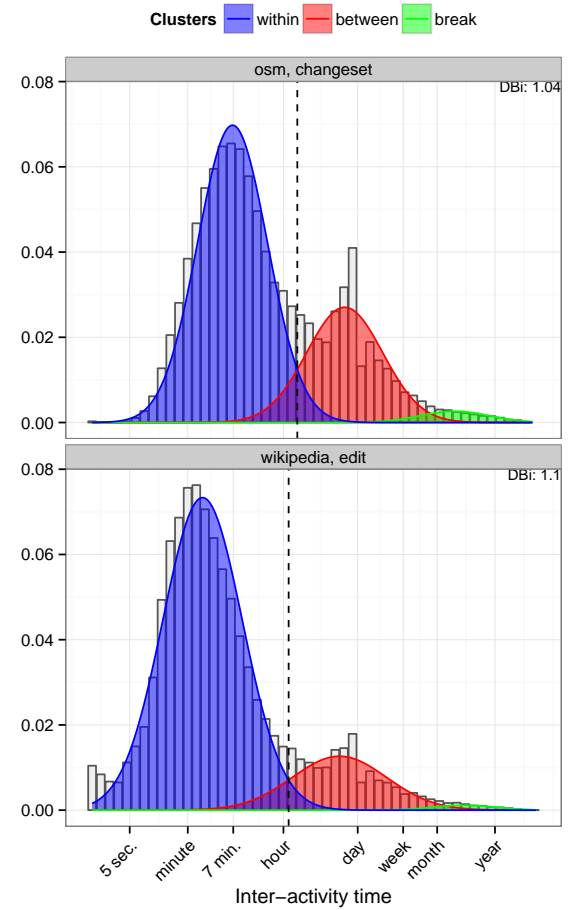 Clusters within between break
osm, changeset
DBi: 1.04
0.08
0.06
0.04
0.02
0.00
wikipedia, edit
DBi: 1.1
0.08
0.06
0.04
0.02
0.00
5 sec. minute 7 min. hour day week month year
Inter−activity time